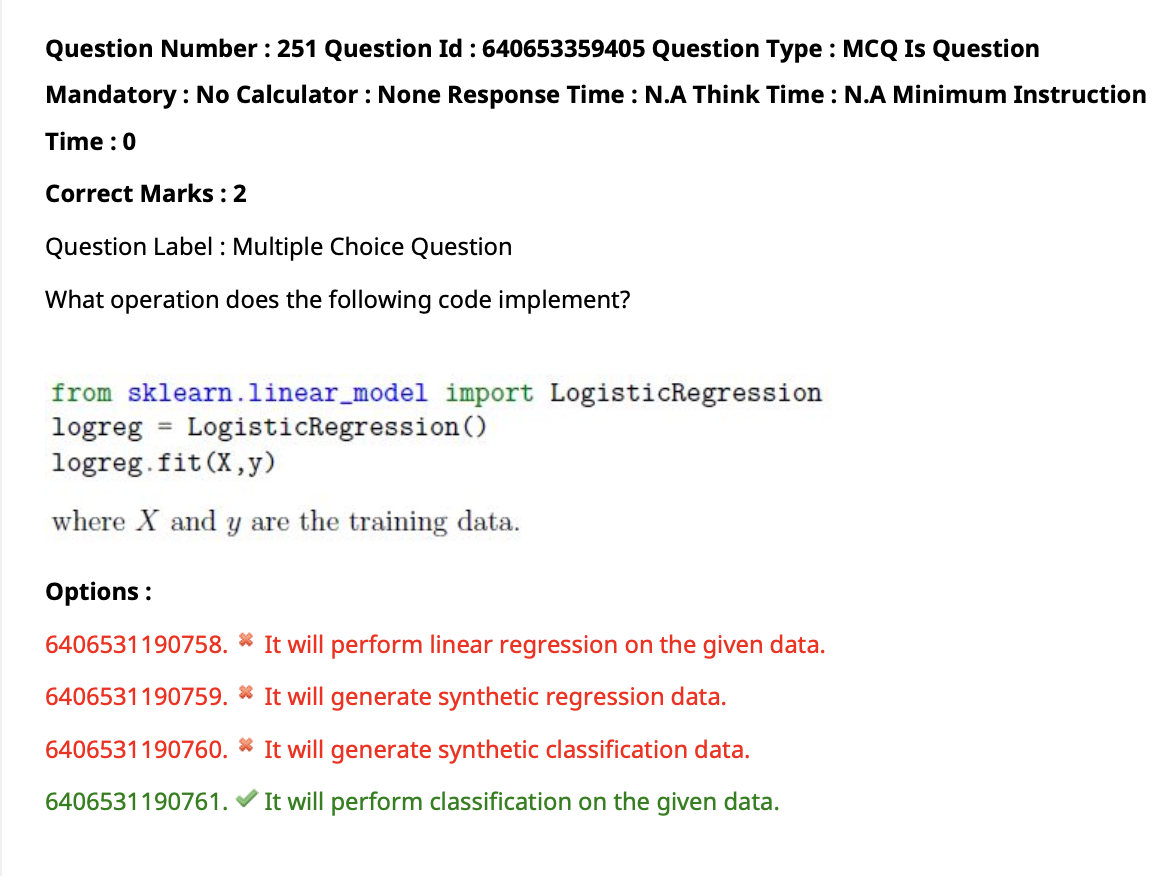 Question Number : 251 Question Id : 640653359405 Question Type : MCQ Is Question
Mandatory : No Calculator : None Response Time : N.A Think Time : N.A Minimum Instruction
Time : 0
Correct Marks : 2
Question Label : Multiple Choice Question
What operation does the following code implement?
from sklearn.linear_model import LogisticRegression
logreg = LogisticRegression()
logreg.fit(X,y)
where X and y are the training data.
Options :
6406531190758. ✖ It will perform linear regression on the given data.
6406531190759. ✖ It will generate synthetic regression data.
6406531190760. ✖ It will generate synthetic classification data.
6406531190761. ✔ It will perform classification on the given data.